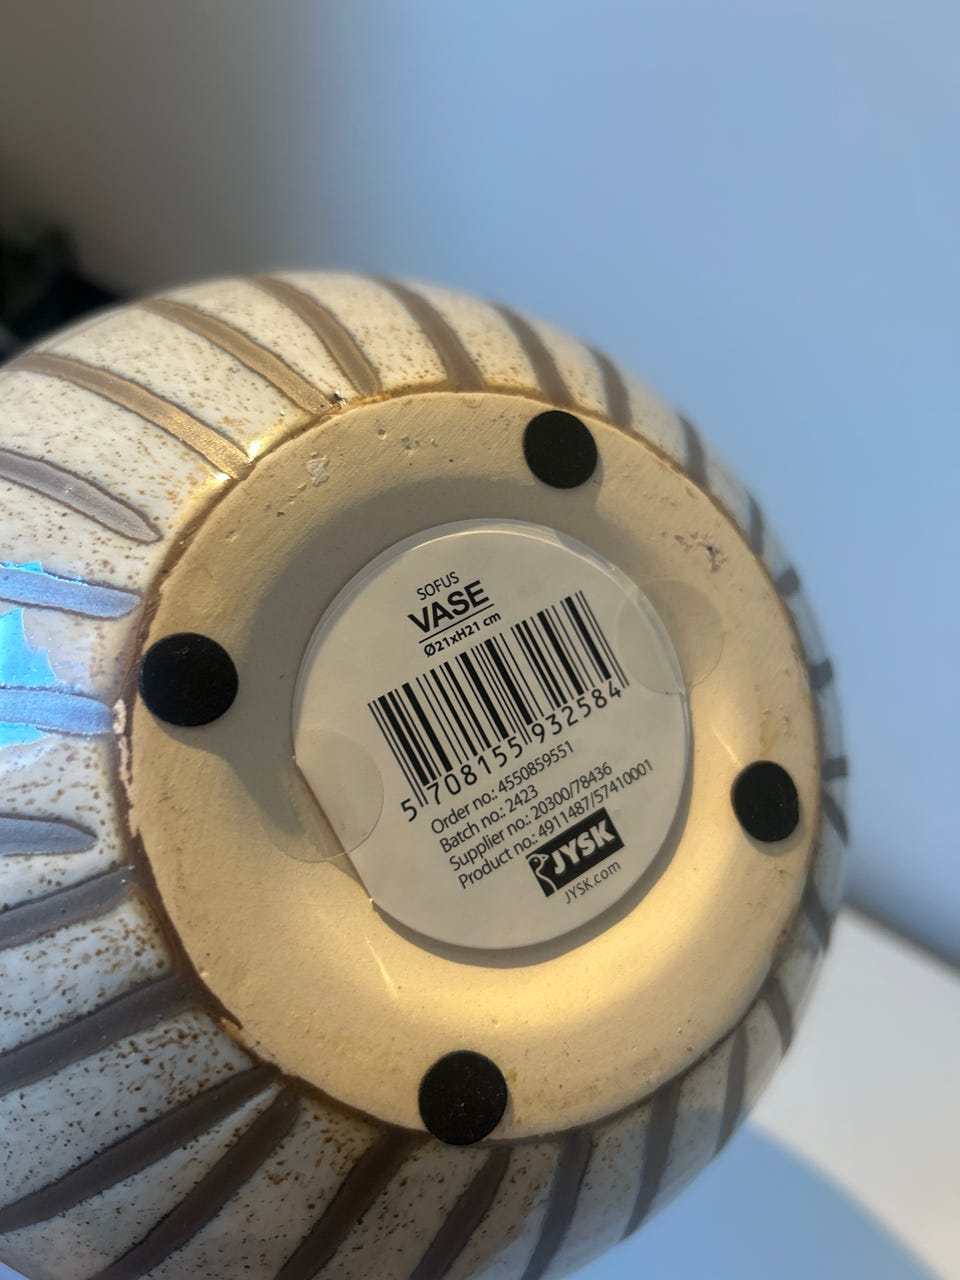 SOFUS
VASE
Ø21xH21 cm
5 708155 932584
Order no.: 4550859551
Batch no.: 2423
Supplier no.: 20300/78436
Product no.: 4911487/57410001
JYSK
JYSK.com